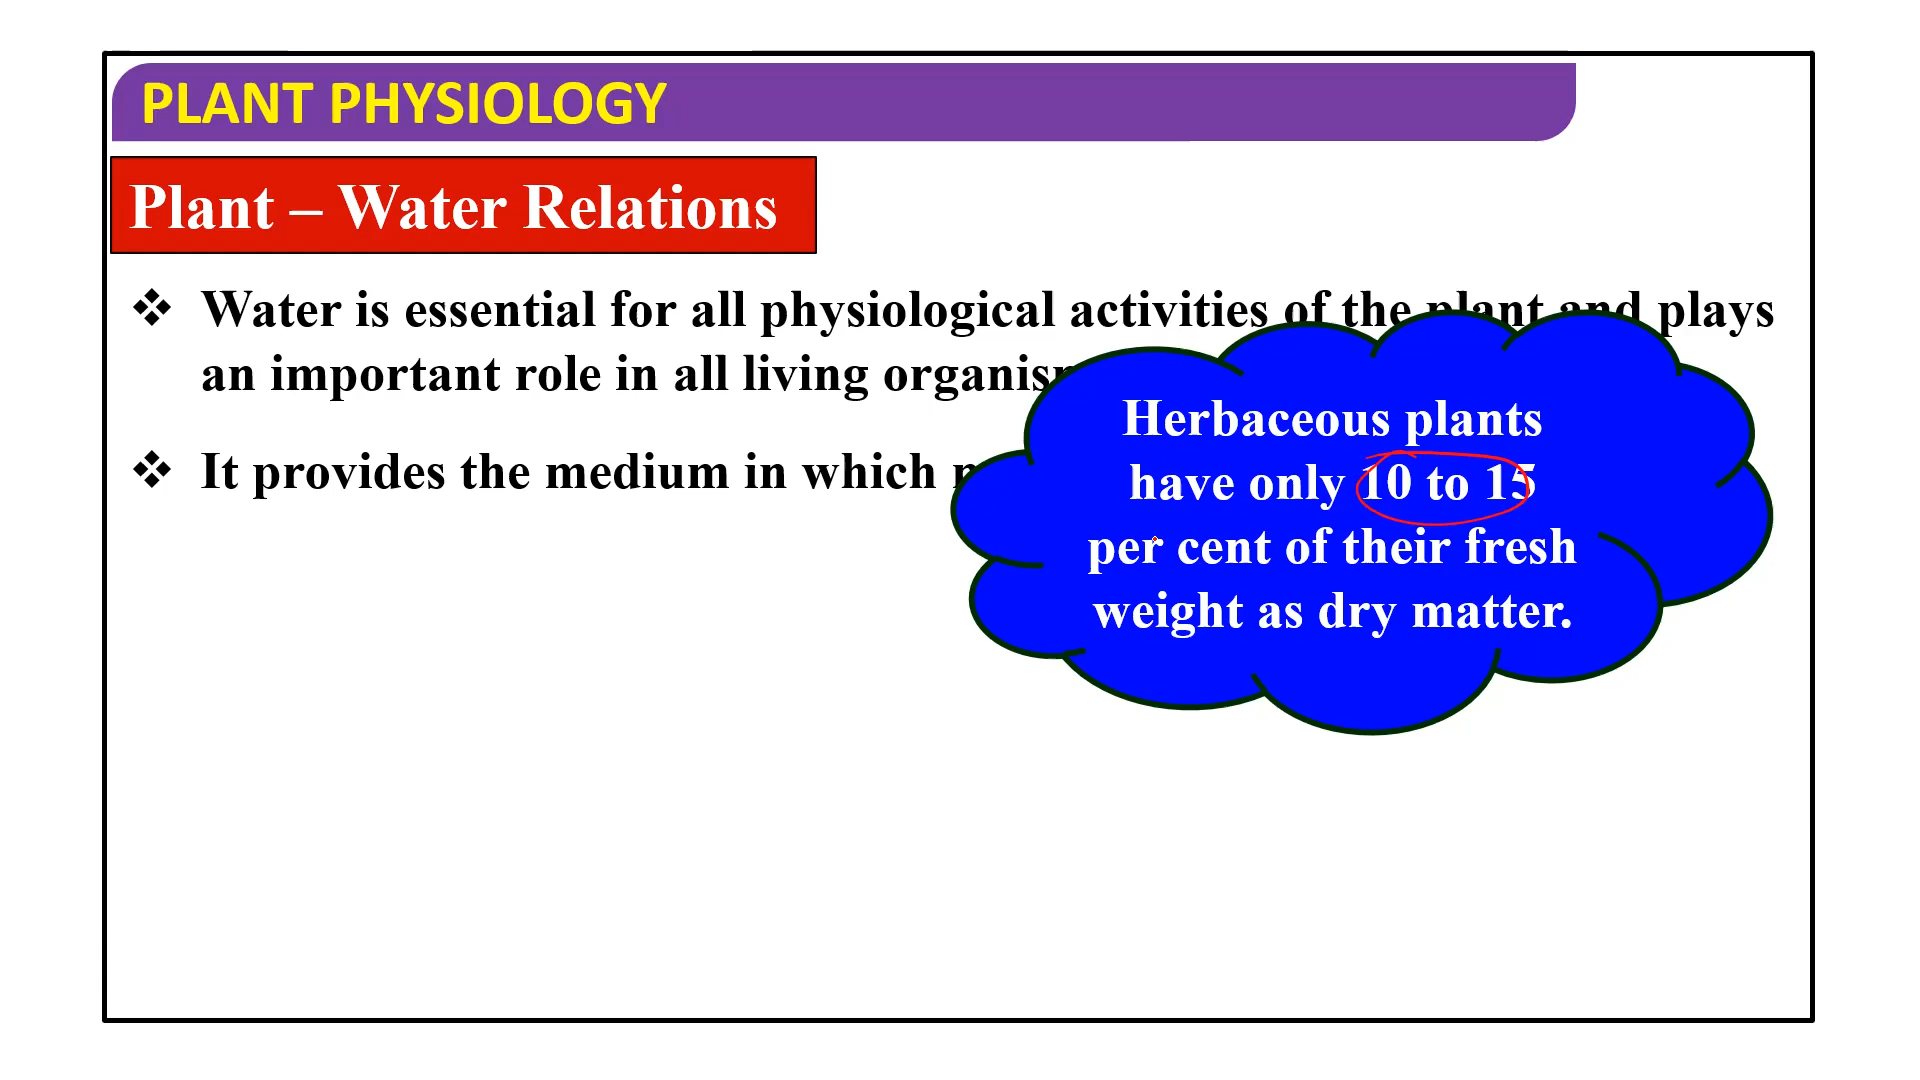 PLANT PHYSIOLOGY
Plant – Water Relations
❖ Water is essential for all physiological activities of the plant and plays
an important role in all living
❖ It provides the medium in which
Herbaceous plants
have only 10 to 15
per cent of their fresh
weight as dry matter.